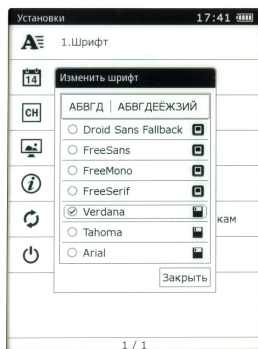 Установки 17:41
1.Шрифт
14
Изменить шрифт
CH
АБВГД АБВГДЕЁЖЗИЙ
Droid Sans Fallback
FreeSans
FreeMono
FreeSerif
Verdana
кам
Tahoma
Arial
Закрыть
1 / 1